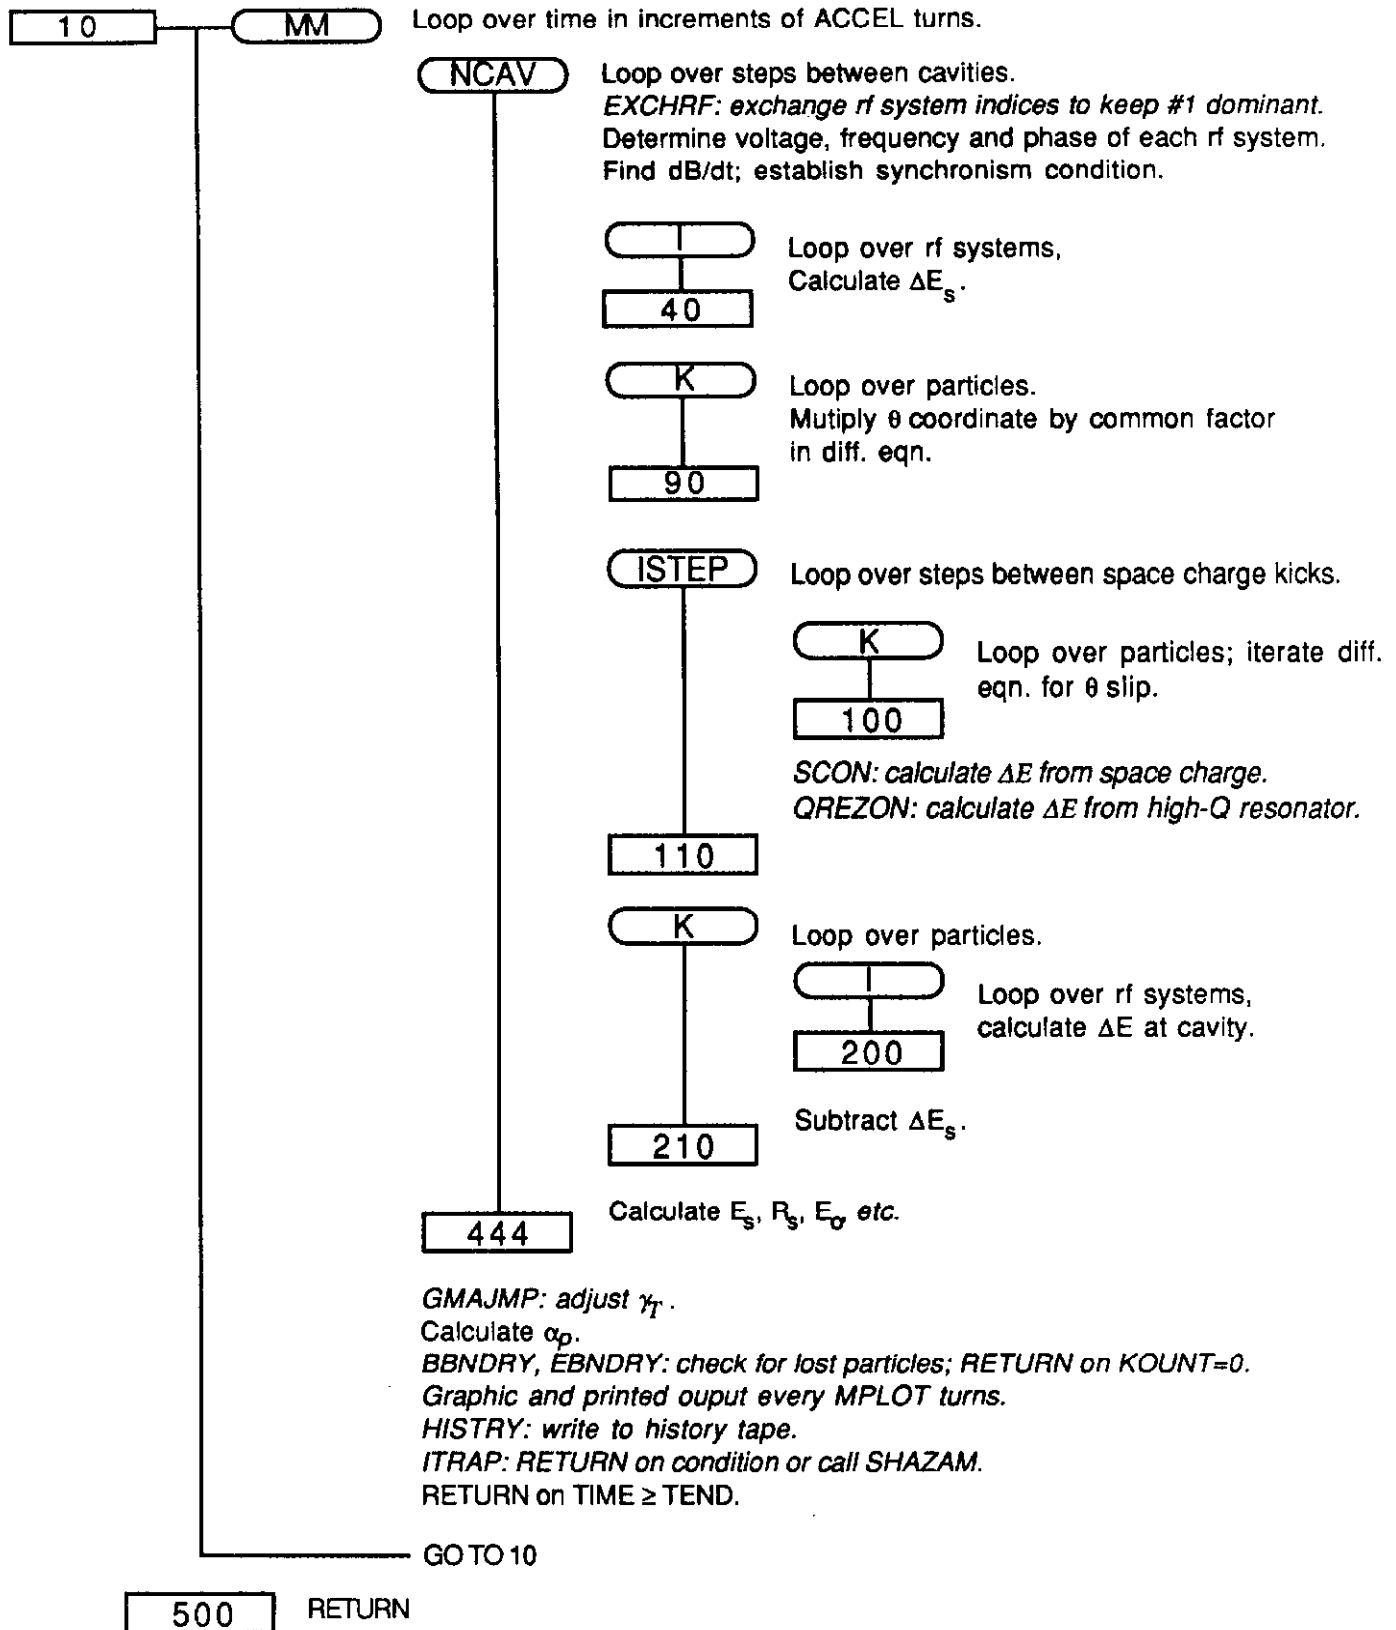 10
MM
Loop over time in increments of ACCEL turns.
NCAV
Loop over steps between cavities.
EXCHRF: exchange rf system indices to keep #1 dominant.
Determine voltage, frequency and phase of each rf system.
Find dB/dt; establish synchronism condition.
I
Loop over rf systems,
Calculate ΔEs.
40
K
Loop over particles.
Mutiply θ coordinate by common factor
in diff. eqn.
90
ISTEP
Loop over steps between space charge kicks.
K
Loop over particles; iterate diff.
eqn. for θ slip.
100
SCON: calculate ΔE from space charge.
QREZON: calculate ΔE from high-Q resonator.
110
K
Loop over particles.
I
Loop over rf systems,
calculate ΔE at cavity.
200
Subtract ΔEs.
210
Calculate Es, Rs, Eo, etc.
444
GMAJMP: adjust γT.
Calculate αp.
BBNDRY, EBNDRY: check for lost particles; RETURN on KOUNT=0.
Graphic and printed ouput every MPLOT turns.
HISTRY: write to history tape.
ITRAP: RETURN on condition or call SHAZAM.
RETURN on TIME ≥ TEND.
GO TO 10
500
RETURN